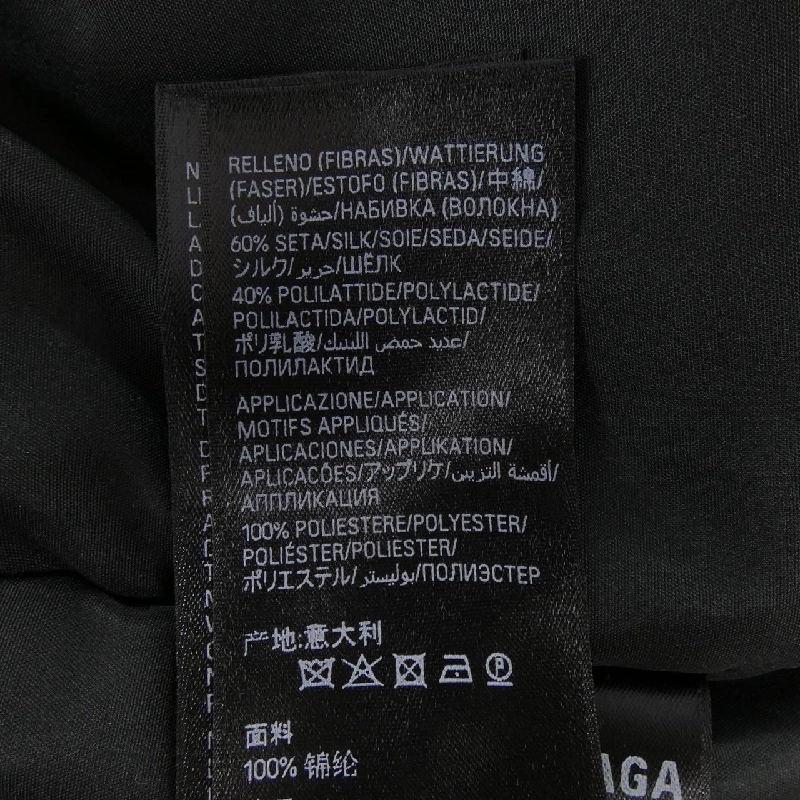 RELLENO (FIBRAS)/WATTIERUNG
(FASER)/ESTOFO (FIBRAS)/中綿/
حشوة (ألياف)/НАБИВКА (ВОЛОКНА)
60% SETA/SILK/SOIE/SEDA/SEIDE/
シルク/حرير/ШЁЛК
40% POLILATTIDE/POLYLACTIDE/
POLILACTIDA/POLYLACTID/
ポリ乳酸/عديد حمض اللبنيك/
ПОЛИЛАКТИД
APPLICAZIONE/APPLICATION/
MOTIFS APPLIQUÉS/
APLICACIONES/APPLIKATION/
APLICACÕES/アップリケ/أقمشة التزيين/
АППЛИКАЦИЯ
100% POLIESTERE/POLYESTER/
POLIÉSTER/POLIESTER/
ポリエステル/بوليستر/ПОЛИЭСТЕР
产地:意大利
面料
100% 锦纶
AGA